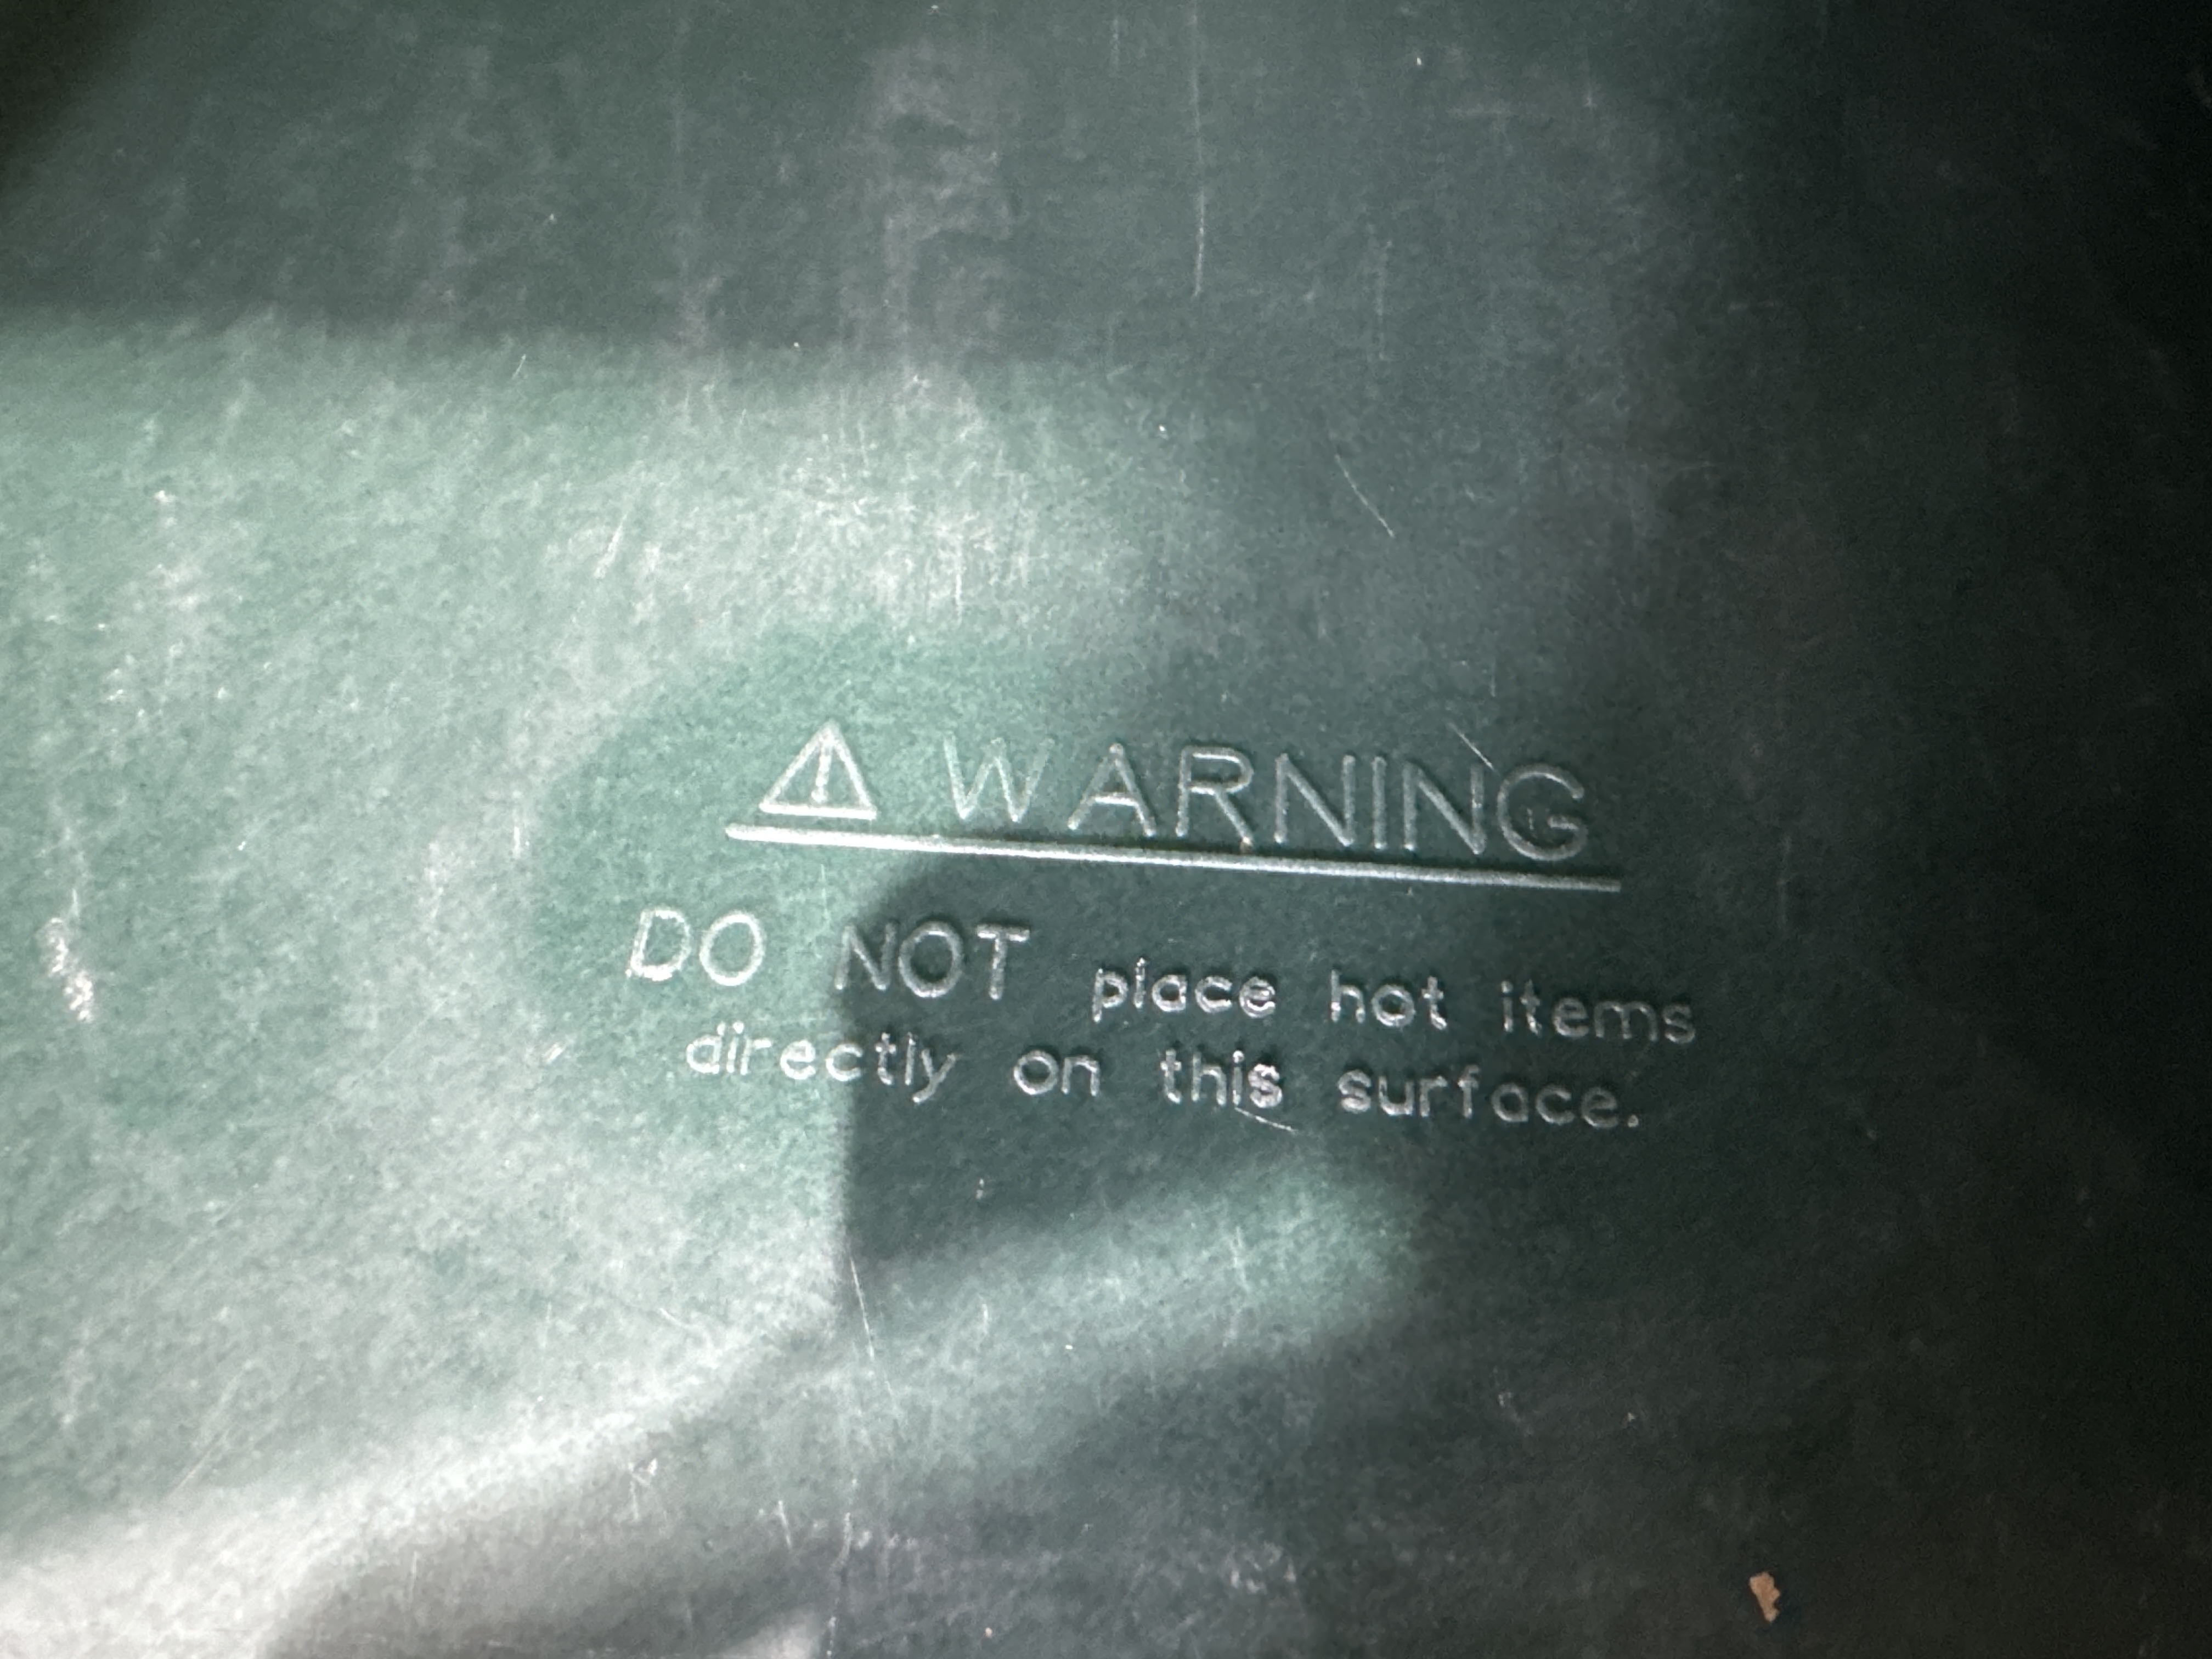 ⚠ WARNING
DO NOT place hot items
directly on this surface.